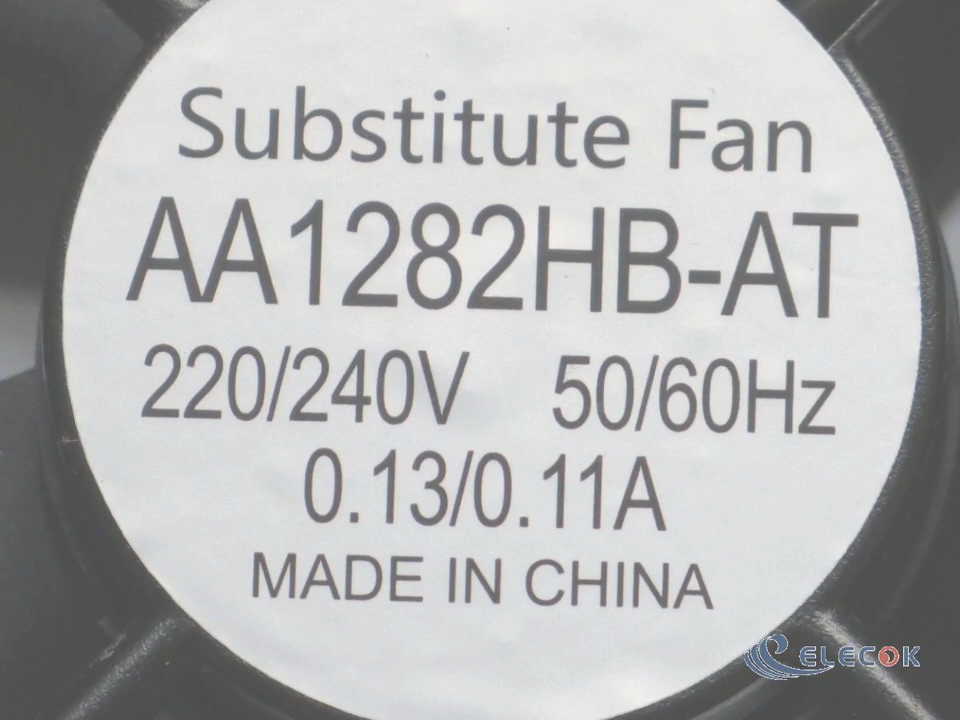 Substitute Fan
AA1282HB-AT
220/240V 50/60Hz
0.13/0.11A
MADE IN CHINA
ELECOK